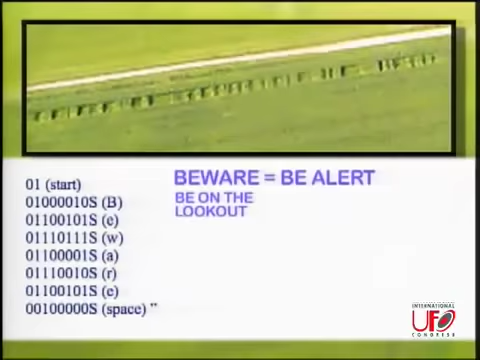 01 (start)
01000010S (B)
01100101S (e)
01110111S (w)
01100001S (a)
01110010S (r)
01100101S (e)
00100000S (space) ”
BEWARE = BE ALERT
BE ON THE
LOOKOUT
INTERNATIONAL
UFO
CONGRESS